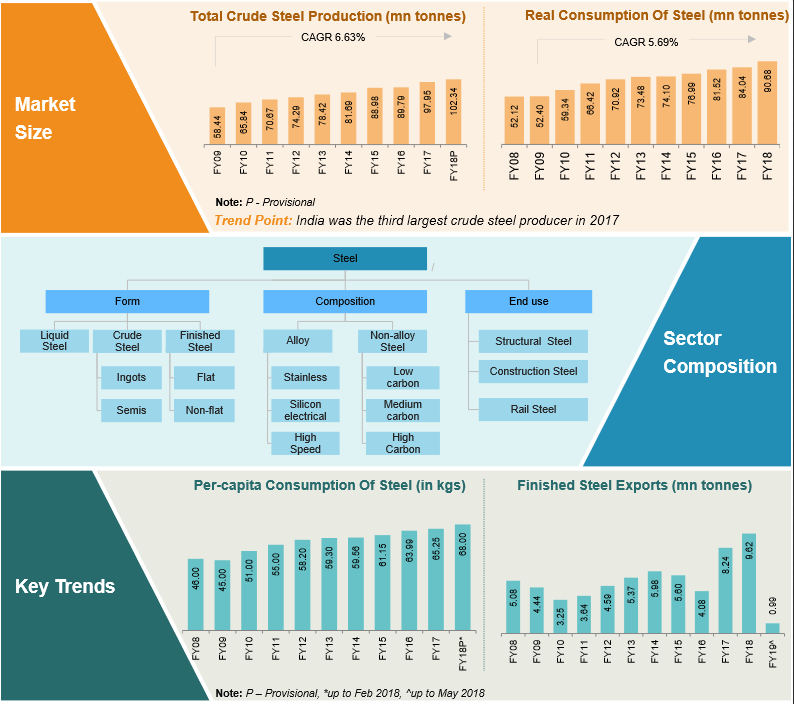 Total Crude Steel Production (mn tonnes)
CAGR 6.63%
58.44 65.84 70.67 74.29 78.42 81.69 88.98 89.79 97.95 102.34
FY09 FY10 FY11 FY12 FY13 FY14 FY15 FY16 FY17 FY18P
Real Consumption Of Steel (mn tonnes)
CAGR 5.69%
52.12 52.40 59.34 66.42 70.92 73.48 74.10 76.99 81.52 84.04 90.68
FY08 FY09 FY10 FY11 FY12 FY13 FY14 FY15 FY16 FY17 FY18
Market
Size
Note: P - Provisional
Trend Point: India was the third largest crude steel producer in 2017
Steel
/
Form
Composition
End use
Liquid
Steel
Crude
Steel
Finished
Steel
Ingots
Flat
Semis
Non-flat
Alloy
Non-alloy
Steel
Stainless
Low
carbon
Silicon
electrical
Medium
carbon
High
Speed
High
Carbon
Structural Steel
Construction Steel
Rail Steel
Sector
Composition
Key Trends
Per-capita Consumption Of Steel (in kgs)
46.00 45.00 51.00 55.00 58.20 59.30 59.56 61.15 63.99 65.25 68.00
FY08 FY09 FY10 FY11 FY12 FY13 FY14 FY15 FY16 FY17 FY18P*
Finished Steel Exports (mn tonnes)
5.08 4.44 3.25 3.64 4.59 5.37 5.98 5.60 4.08 8.24 9.62 0.99
FY08 FY09 FY10 FY11 FY12 FY13 FY14 FY15 FY16 FY17 FY18 FY19^
Note: P – Provisional, *up to Feb 2018, ^up to May 2018